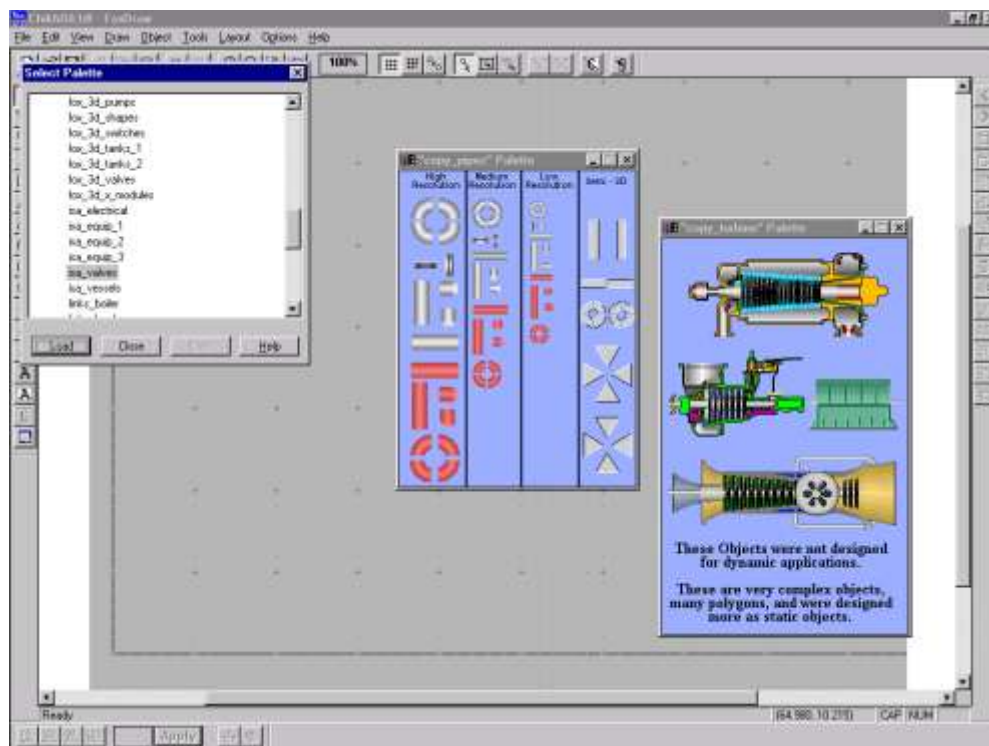 FoxDraw
File Edit View Draw Object Tools Layout Options Help
100%
Select Palette
fox_3d_pumps
fox_3d_shapes
fox_3d_switches
fox_3d_tanks_1
fox_3d_tanks_2
fox_3d_valves
fox_3d_x_modules
isa_electrical
isa_equip_1
isa_equip_2
isa_equip_3
isa_valves
isa_vessels
links_boiler
Load Close Help
"copy_pipes" Palette
High Medium Low Semi - 3D
Resolution Resolution Resolution
"copy_turbine" Palette
These Objects were not designed
for dynamic applications.
These are very complex objects,
many polygons, and were designed
more as static objects.
A
A
Ready
CAP NUM
Apply